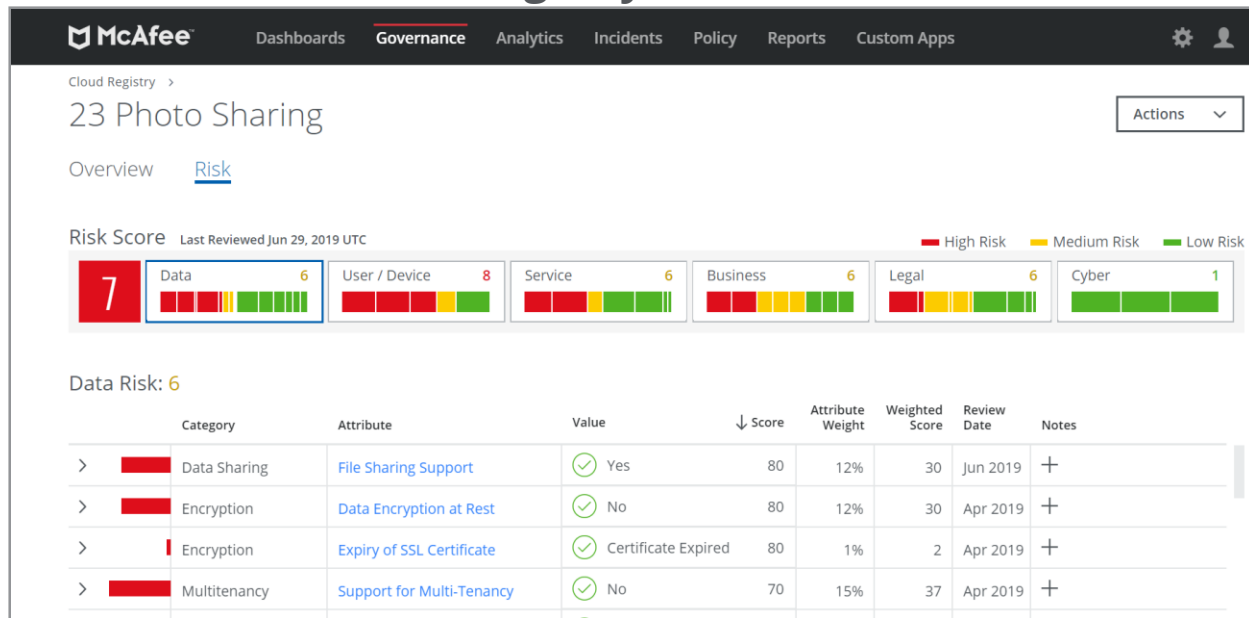 McAfee
Dashboards Governance Analytics Incidents Policy Reports Custom Apps
Cloud Registry >
23 Photo Sharing
Actions
Overview Risk
Risk Score Last Reviewed Jun 29, 2019 UTC
High Risk Medium Risk Low Risk
7
Data 6 User / Device 8 Service 6 Business 6 Legal 6 Cyber 1
Data Risk: 6
Category Attribute Value ↓ Score Attribute Weight Weighted Score Review Date Notes
> Data Sharing File Sharing Support Yes 80 12% 30 Jun 2019 +
> Encryption Data Encryption at Rest No 80 12% 30 Apr 2019 +
> Encryption Expiry of SSL Certificate Certificate Expired 80 1% 2 Apr 2019 +
> Multitenancy Support for Multi-Tenancy No 70 15% 37 Apr 2019 +